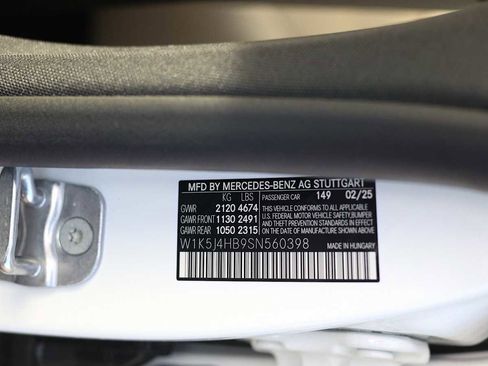 MFD BY MERCEDES-BENZ AG STUTTGART
KG LBS PASSENGER CAR 149 02/25
GVWR 2120 4674
GAWR FRONT 1130 2491
GAWR REAR 1050 2315
THIS VEHICLE CONFORMS TO ALL APPLICABLE
U.S. FEDERAL MOTOR VEHICLE SAFETY,BUMPER
AND THEFT PREVENTION STANDARDS IN EFFECT
ON THE DATE OF MANUFACTURE SHOWN ABOVE.
W1K5J4HB9SN560398
MADE IN HUNGARY